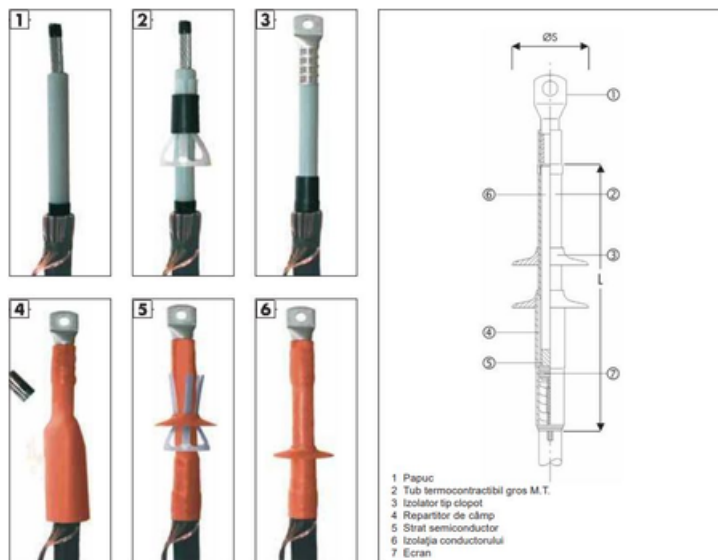 1
2
3
4
5
6
ØS
①
⑥
②
③
L
④
⑤
⑦
1 Papuc
2 Tub termocontractibil gros M.T.
3 Izolator tip clopot
4 Repartitor de câmp
5 Strat semiconductor
6 Izolaţia conductorului
7 Ecran